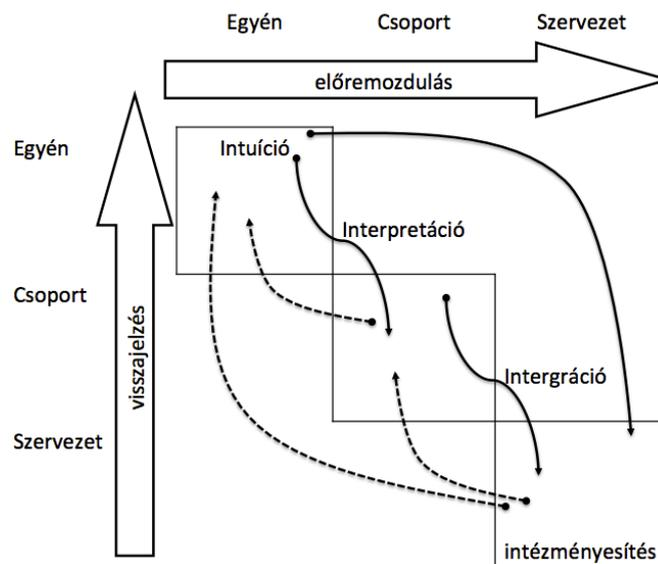 Egyén Csoport Szervezet
előremozdulás
Egyén
Intuíció
Interpretáció
Csoport
visszajelzés
Intergráció
Szervezet
intézményesítés